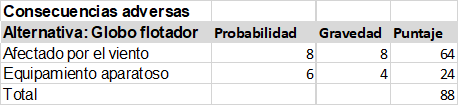 Consecuencias adversas
Alternativa: Globo flotador Probabilidad Gravedad Puntaje
Afectado por el viento 8 8 64
Equipamiento aparatoso 6 4 24
Total 88